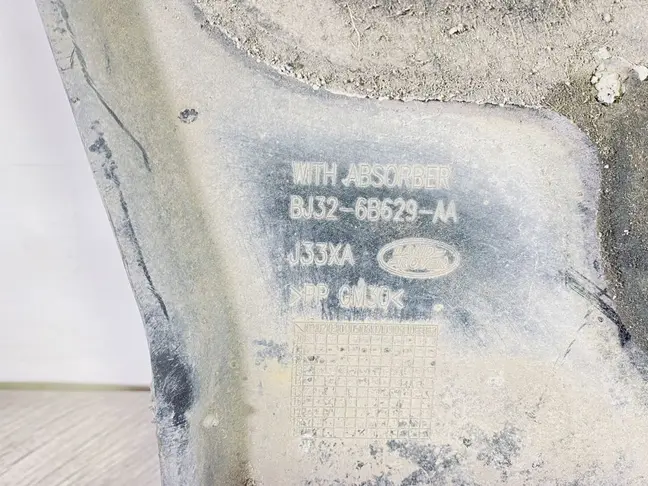 WITH ABSORBER
BJ32-6B629-AA
J33XA
>PP GM30<